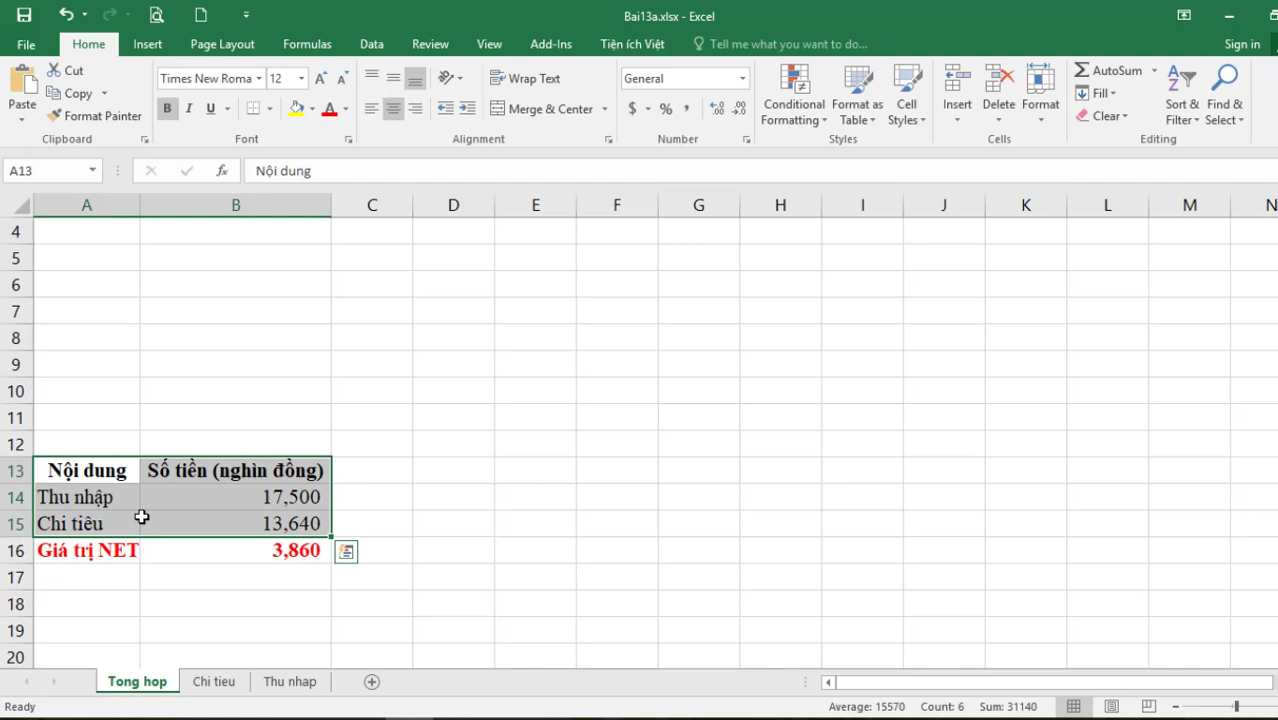 Bai13a.xlsx - Excel
File Home Insert Page Layout Formulas Data Review View Add-Ins Tiện ích Việt Tell me what you want to do... Sign in
Paste
Cut
Copy
Format Painter
Clipboard
Times New Roma 12
B I U A
Font
Wrap Text
Merge & Center
Alignment
General
$ % ,
Number
Conditional Formatting
Format as Table
Cell Styles
Styles
Insert
Delete
Format
Cells
AutoSum
Fill
Clear
Sort & Filter
Find & Select
Editing
A13 fx Nội dung
A B C D E F G H I J K L M N
4
5
6
7
8
9
10
11
12
13 Nội dung Số tiền (nghìn đồng)
14 Thu nhập 17,500
15 Chi tiêu 13,640
16 Giá trị NET 3,860
17
18
19
20
Tong hop Chi tieu Thu nhap
Ready Average: 15570 Count: 6 Sum: 31140